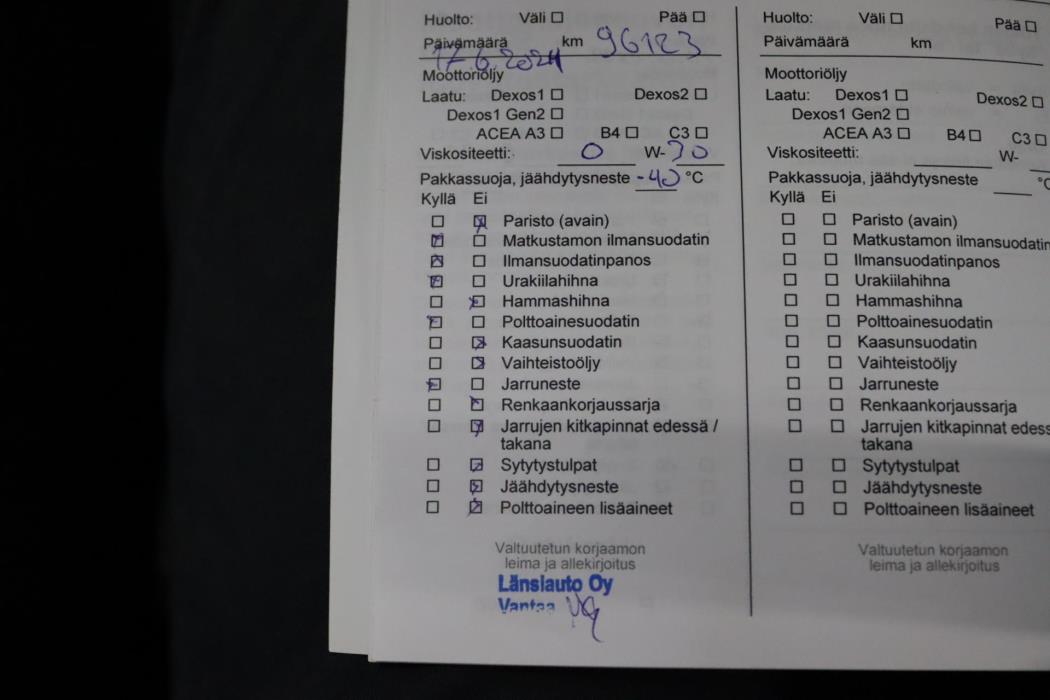 Huolto: Väli Pää
Päivämäärä km 96123
17.6.2024
Moottoriöljy
Laatu: Dexos1 Dexos2
Dexos1 Gen2
ACEA A3 B4 C3
Viskositeetti: 0 W-30
Pakkassuoja, jäähdytysneste -40 °C
Kyllä Ei
Paristo (avain)
Matkustamon ilmansuodatin
Ilmansuodatinpanos
Urakiilahihna
Hammashihna
Polttoainesuodatin
Kaasunsuodatin
Vaihteistoöljy
Jarruneste
Renkaankorjaussarja
Jarrujen kitkapinnat edessä /
takana
Sytytystulpat
Jäähdytysneste
Polttoaineen lisäaineet
Valtuutetun korjaamon
leima ja allekirjoitus
Länsiauto Oy
Vantaa
Huolto: Väli Pää
Päivämäärä km
Moottoriöljy
Laatu: Dexos1 Dexos2
Dexos1 Gen2
ACEA A3 B4 C3
Viskositeetti: W-
Pakkassuoja, jäähdytysneste °C
Kyllä Ei
Paristo (avain)
Matkustamon ilmansuodatin
Ilmansuodatinpanos
Urakiilahihna
Hammashihna
Polttoainesuodatin
Kaasunsuodatin
Vaihteistoöljy
Jarruneste
Renkaankorjaussarja
Jarrujen kitkapinnat edess
takana
Sytytystulpat
Jäähdytysneste
Polttoaineen lisäaineet
Valtuutetun korjaamon
leima ja allekirjoitus